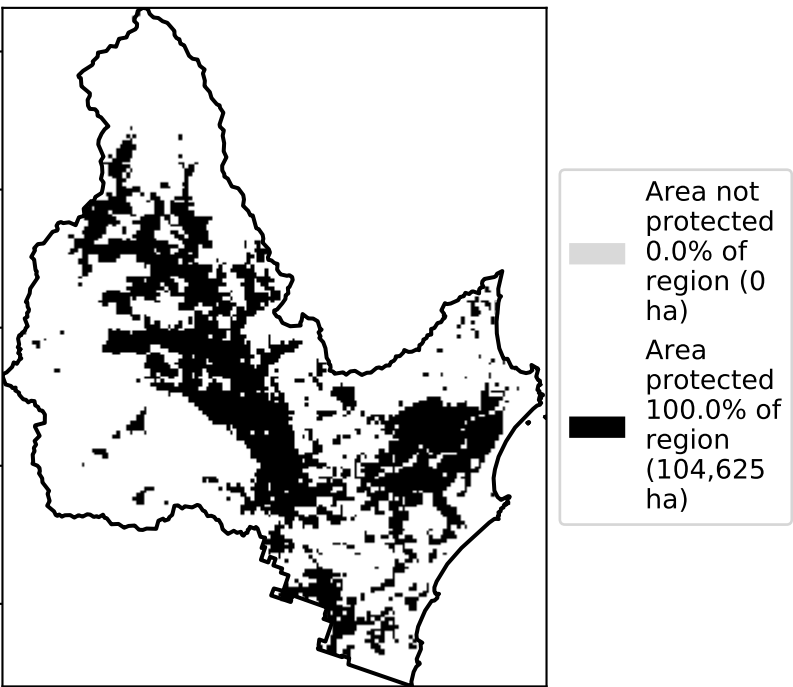 Area not
protected
0.0% of
region (0
ha)
Area
protected
100.0% of
region
(104,625
ha)